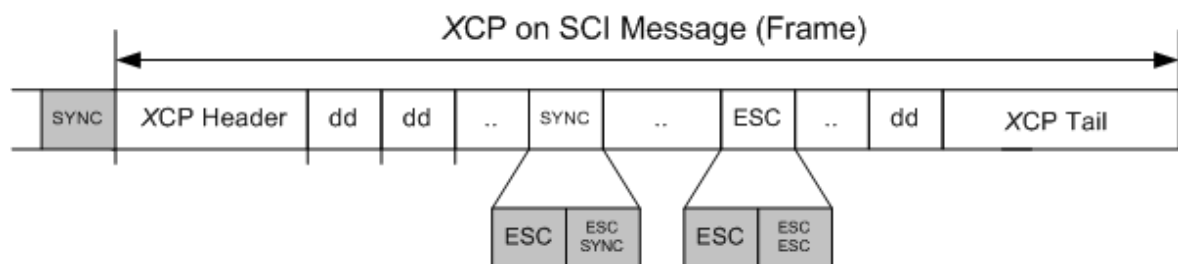 XCP on SCI Message (Frame)
SYNC XCP Header dd dd .. SYNC .. ESC .. dd XCP Tail
ESC ESC SYNC ESC ESC ESC